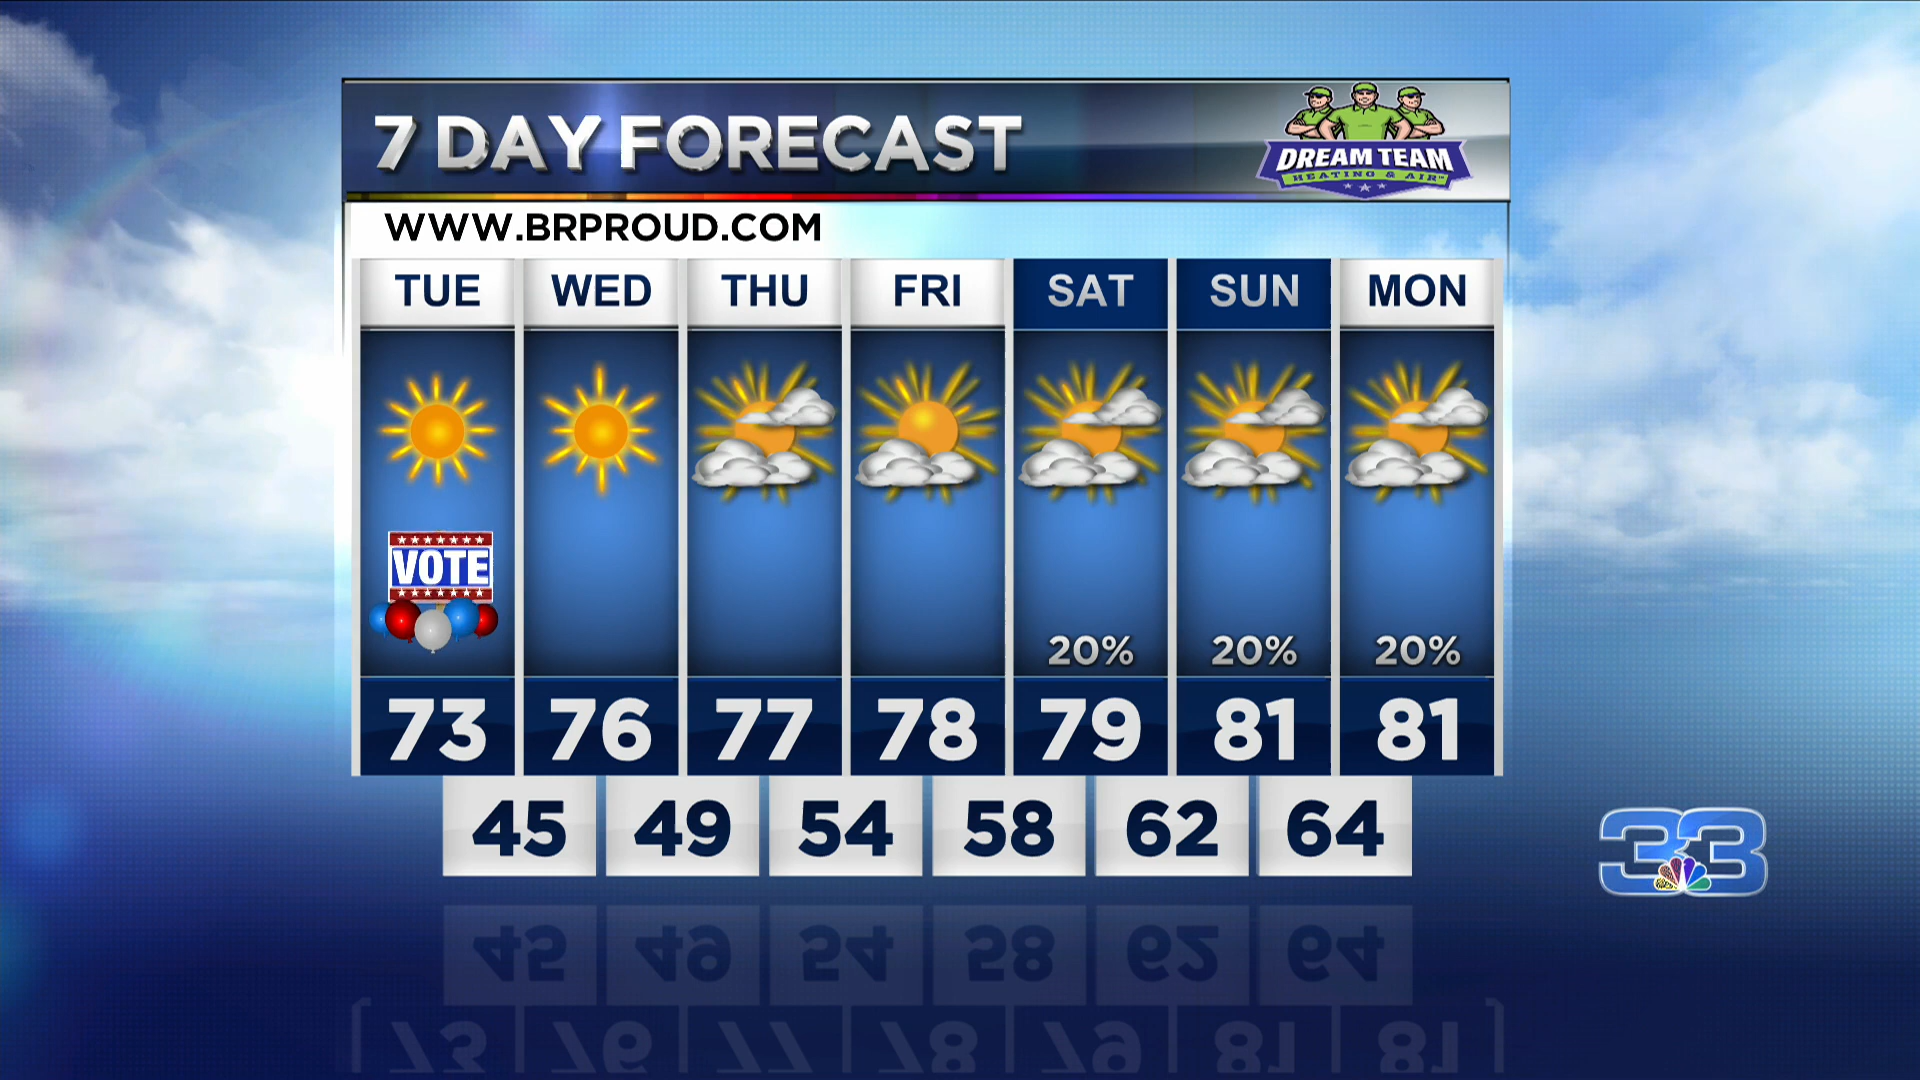 7 DAY FORECAST
DREAM TEAM
HEATING & AIR
WWW.BRPROUD.COM
TUE WED THU FRI SAT SUN MON
VOTE
20% 20% 20%
73 76 77 78 79 81 81
45 49 54 58 62 64
33